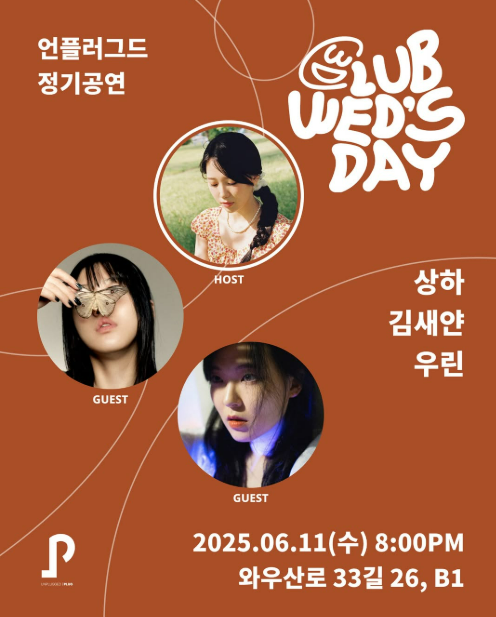 언플러그드
정기공연
CLUB
WED'S
DAY
HOST
GUEST
GUEST
상하
김새얀
우린
2025.06.11(수) 8:00PM
와우산로 33길 26, B1